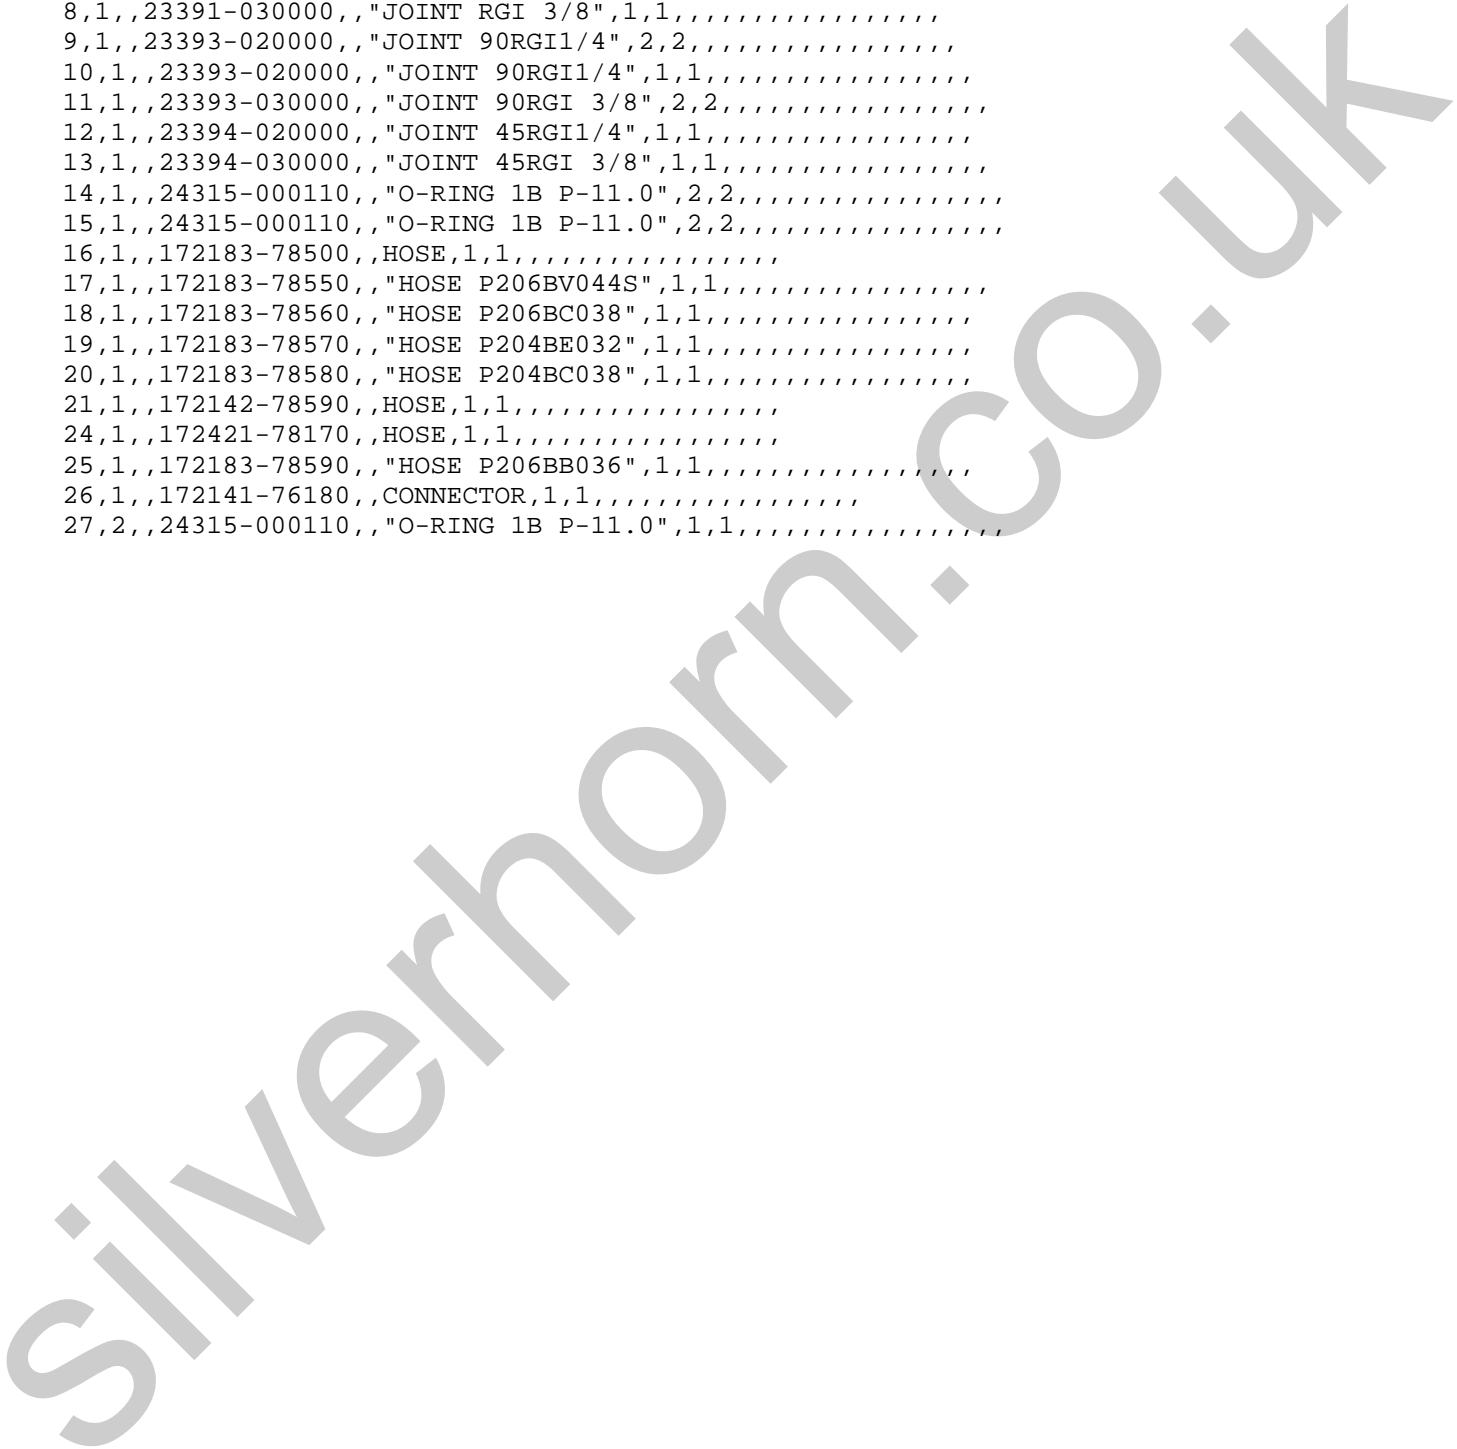 8,1,,23391-030000,,"JOINT RGI 3/8",1,1,,,,,,,,,,,,,,,,,
9,1,,23393-020000,,"JOINT 90RGI1/4",2,2,,,,,,,,,,,,,,,,,
10,1,,23393-020000,,"JOINT 90RGI1/4",1,1,,,,,,,,,,,,,,,,,
11,1,,23393-030000,,"JOINT 90RGI 3/8",2,2,,,,,,,,,,,,,,,,,
12,1,,23394-020000,,"JOINT 45RGI1/4",1,1,,,,,,,,,,,,,,,,,
13,1,,23394-030000,,"JOINT 45RGI 3/8",1,1,,,,,,,,,,,,,,,,,
14,1,,24315-000110,,"O-RING 1B P-11.0",2,2,,,,,,,,,,,,,,,,,
15,1,,24315-000110,,"O-RING 1B P-11.0",2,2,,,,,,,,,,,,,,,,,
16,1,,172183-78500,,HOSE,1,1,,,,,,,,,,,,,,,,,
17,1,,172183-78550,,"HOSE P206BV044S",1,1,,,,,,,,,,,,,,,,,
18,1,,172183-78560,,"HOSE P206BC038",1,1,,,,,,,,,,,,,,,,,
19,1,,172183-78570,,"HOSE P204BE032",1,1,,,,,,,,,,,,,,,,,
20,1,,172183-78580,,"HOSE P204BC038",1,1,,,,,,,,,,,,,,,,,
21,1,,172142-78590,,HOSE,1,1,,,,,,,,,,,,,,,,,
24,1,,172421-78170,,HOSE,1,1,,,,,,,,,,,,,,,,,
25,1,,172183-78590,,"HOSE P206BB036",1,1,,,,,,,,,,,,,,,,,
26,1,,172141-76180,,CONNECTOR,1,1,,,,,,,,,,,,,,,,,
27,2,,24315-000110,,"O-RING 1B P-11.0",1,1,,,,,,,,,,,,,,,,,
silverhorn.co.uk